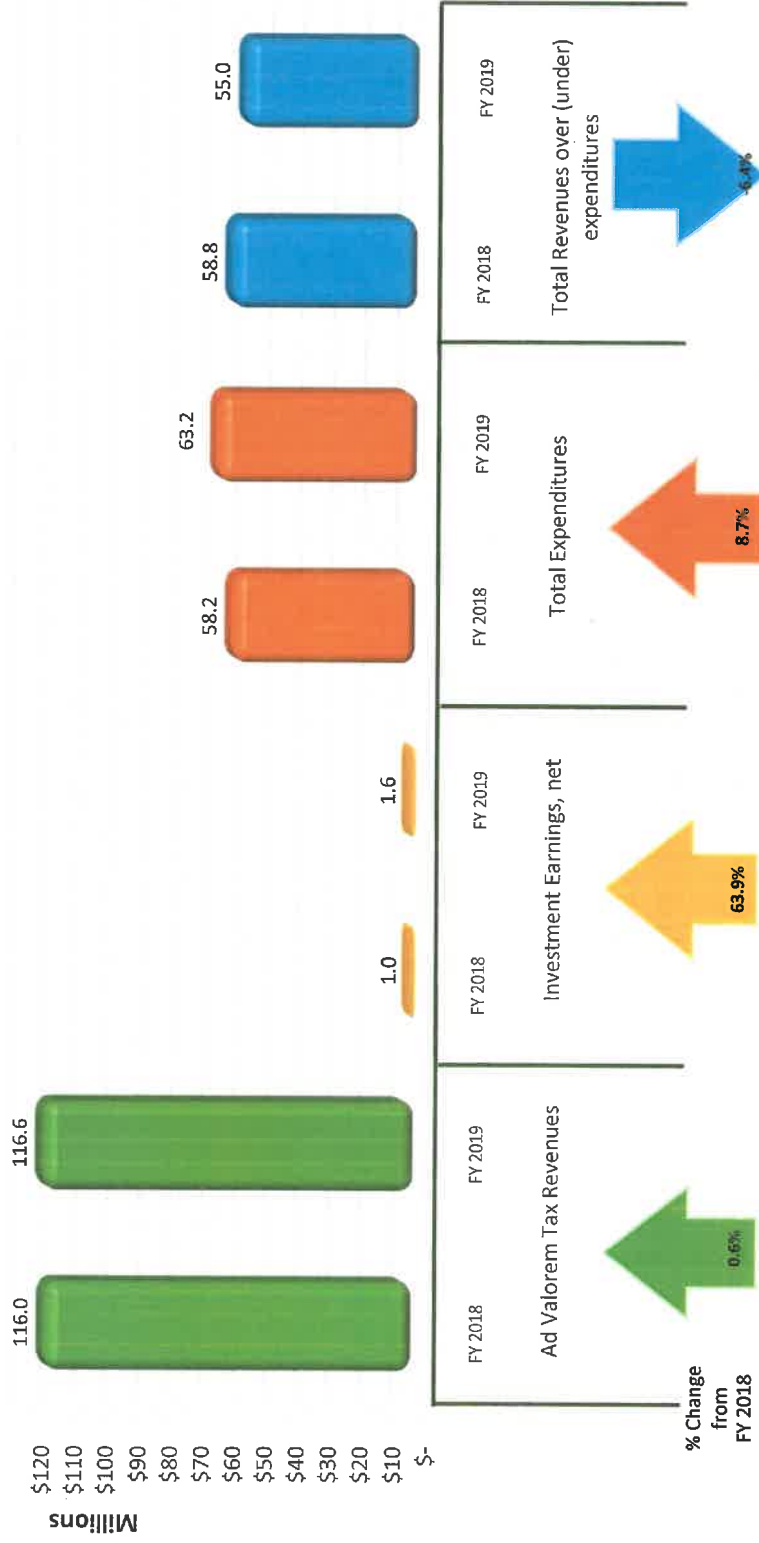 Millions
$120
$110
$100
$90
$80
$70
$60
$50
$40
$30
$20
$10
$-
116.0
116.6
1.0
1.6
58.2
63.2
58.8
55.0
FY 2018
FY 2019
FY 2018
FY 2019
FY 2018
FY 2019
FY 2018
FY 2019
Ad Valorem Tax Revenues
Investment Earnings, net
Total Expenditures
Total Revenues over (under)
expenditures
% Change
from
FY 2018
0.6%
63.9%
8.7%
-6.4%